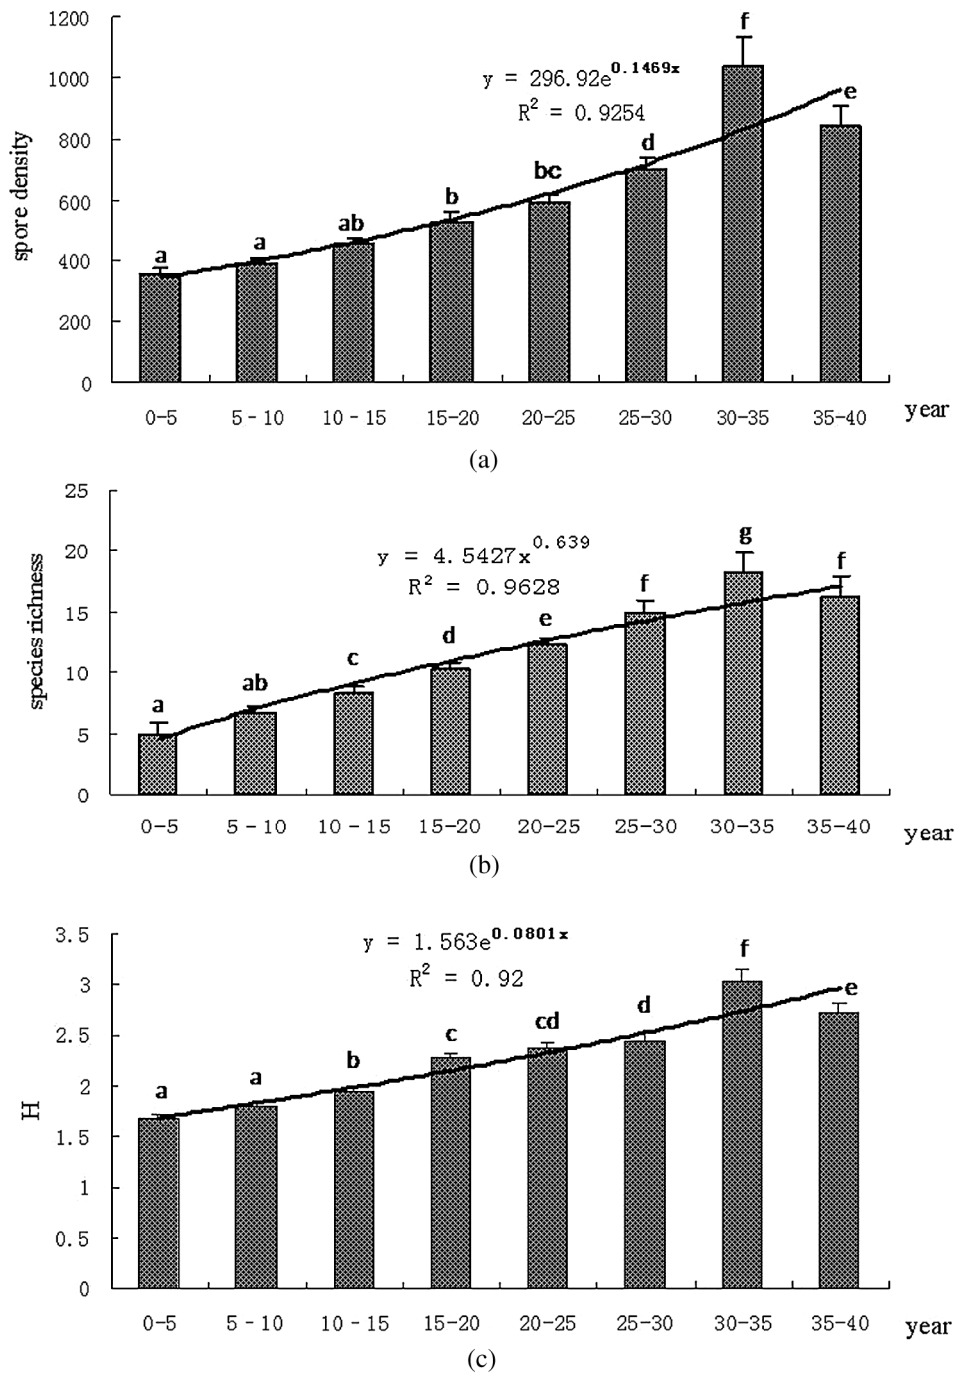 1200
1000
800
600
400
200
0
spore density
y = 296.92e^0.1469x
R² = 0.9254
a
a
ab
b
bc
d
f
e
0-5
5-10
10-15
15-20
20-25
25-30
30-35
35-40
year
(a)
25
20
15
10
5
0
species richness
y = 4.5427x^0.639
R² = 0.9628
a
ab
c
d
e
f
g
f
0-5
5-10
10-15
15-20
20-25
25-30
30-35
35-40
year
(b)
3.5
3
2.5
2
1.5
1
0.5
0
H
y = 1.563e^0.0801x
R² = 0.92
a
a
b
c
cd
d
f
e
0-5
5-10
10-15
15-20
20-25
25-30
30-35
35-40
year
(c)